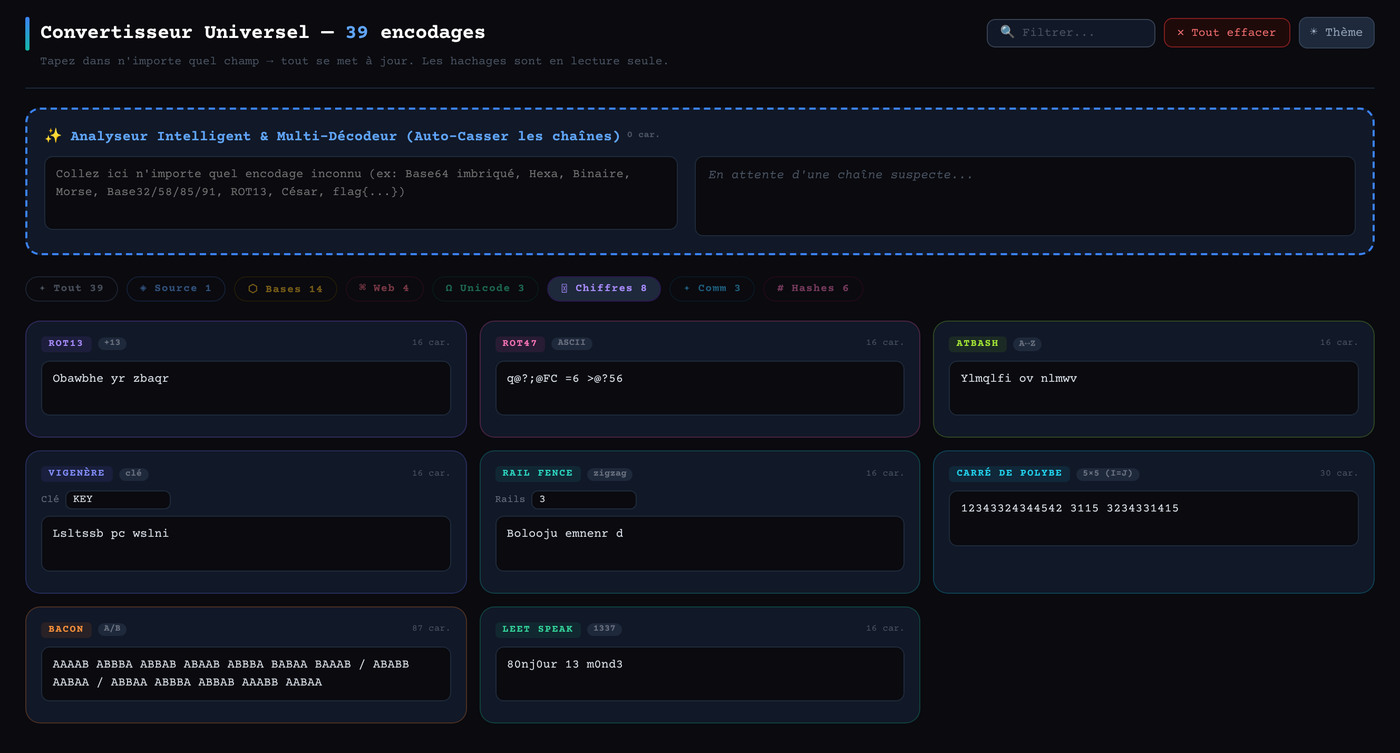 Convertisseur Universel — 39 encodages
🔍 Filtrer...
✕ Tout effacer
☀ Thème
Tapez dans n'importe quel champ → tout se met à jour. Les hachages sont en lecture seule.
✨ Analyseur Intelligent & Multi-Décodeur (Auto-Casser les chaînes) 0 car.
Collez ici n'importe quel encodage inconnu (ex: Base64 imbriqué, Hexa, Binaire,
Morse, Base32/58/85/91, ROT13, César, flag{...})
En attente d'une chaîne suspecte...
✦ Tout 39
◈ Source 1
⬡ Bases 14
⌘ Web 4
Ω Unicode 3
Chiffres 8
✦ Comm 3
# Hashes 6
ROT13 +13 16 car.
Obawbhe yr zbaqr
ROT47 ASCII 16 car.
q@?;@FC =6 >@?56
ATBASH A↔Z 16 car.
Ylmqlfi ov nlmwv
VIGENÈRE clé 16 car.
Clé KEY
Lsltssb pc wslni
RAIL FENCE zigzag 16 car.
Rails 3
Bolooju emnenr d
CARRÉ DE POLYBE 5×5 (I=J) 30 car.
12343324344542 3115 3234331415
BACON A/B 87 car.
AAAAB ABBBA ABBAB ABAAB ABBBA BABAA BAAAB / ABABB
AABAA / ABBAA ABBBA ABBAB AAABB AABAA
LEET SPEAK 1337 16 car.
80nj0ur 13 m0nd3